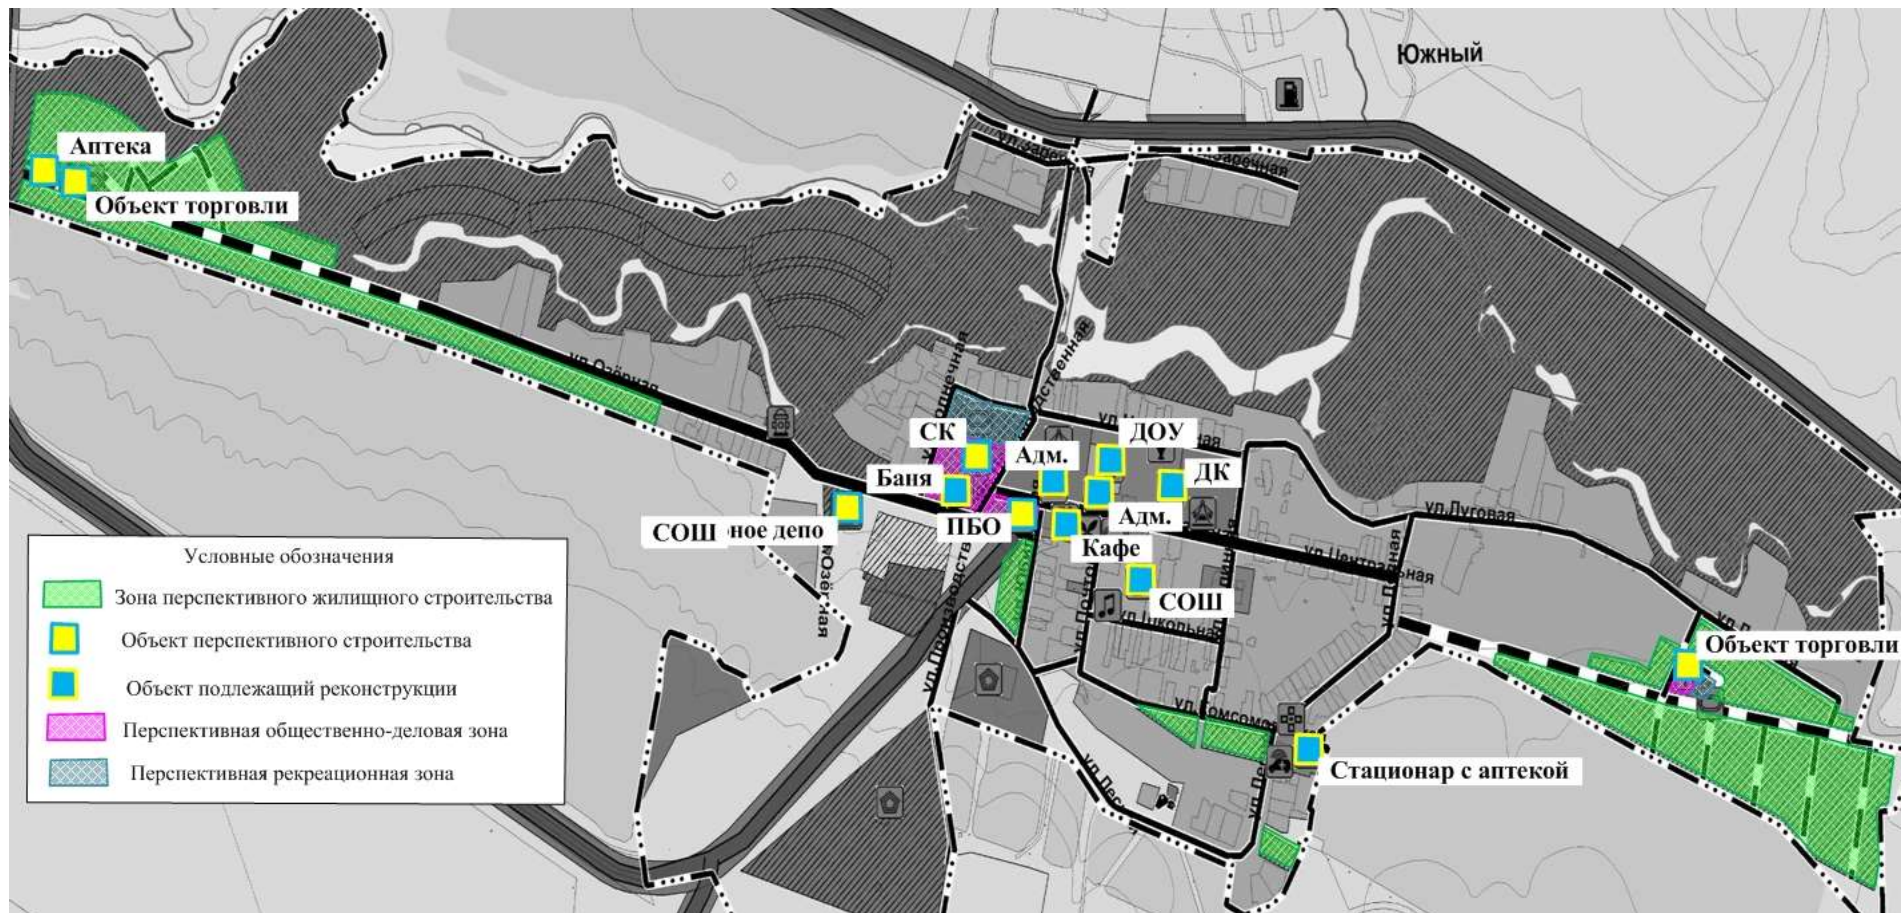 Южный
Аптека
Объект торговли
ул.Озёрная
СК
ДОУ
Адм.
ДК
Баня
ПБО
Адм.
СОШ
ное депо
Кафе
СОШ
ул.Луговая
ул.Центральная
Объект торговли
Стационар с аптекой
Условные обозначения
Зона перспективного жилищного строительства
Объект перспективного строительства
Объект подлежащий реконструкции
Перспективная общественно-деловая зона
Перспективная рекреационная зона